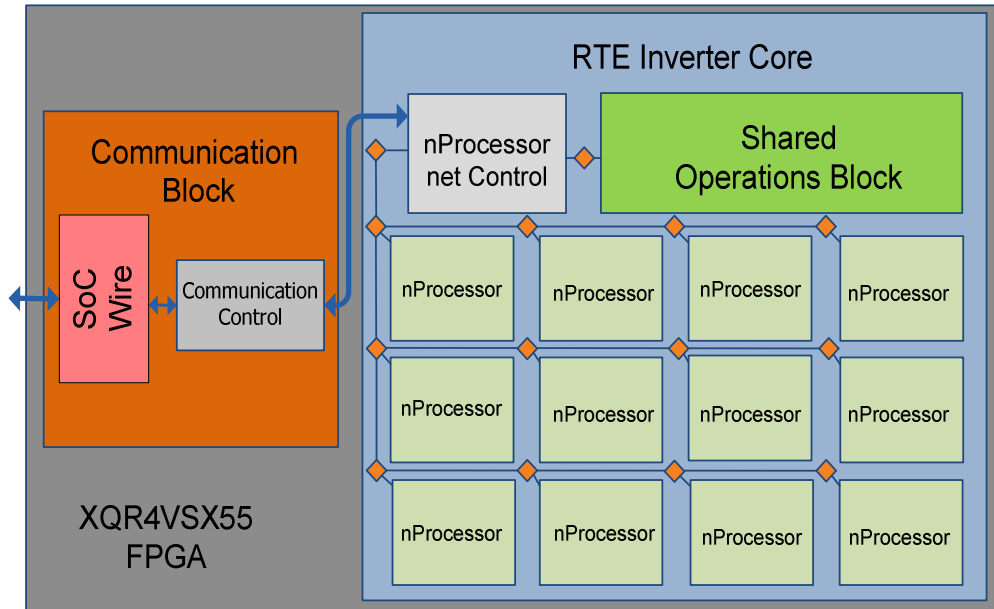 RTE Inverter Core
Communication
Block
SoC
Wire
Communication
Control
nProcessor
net Control
Shared
Operations Block
nProcessor
nProcessor
nProcessor
nProcessor
nProcessor
nProcessor
nProcessor
nProcessor
nProcessor
nProcessor
nProcessor
nProcessor
XQR4VSX55
FPGA